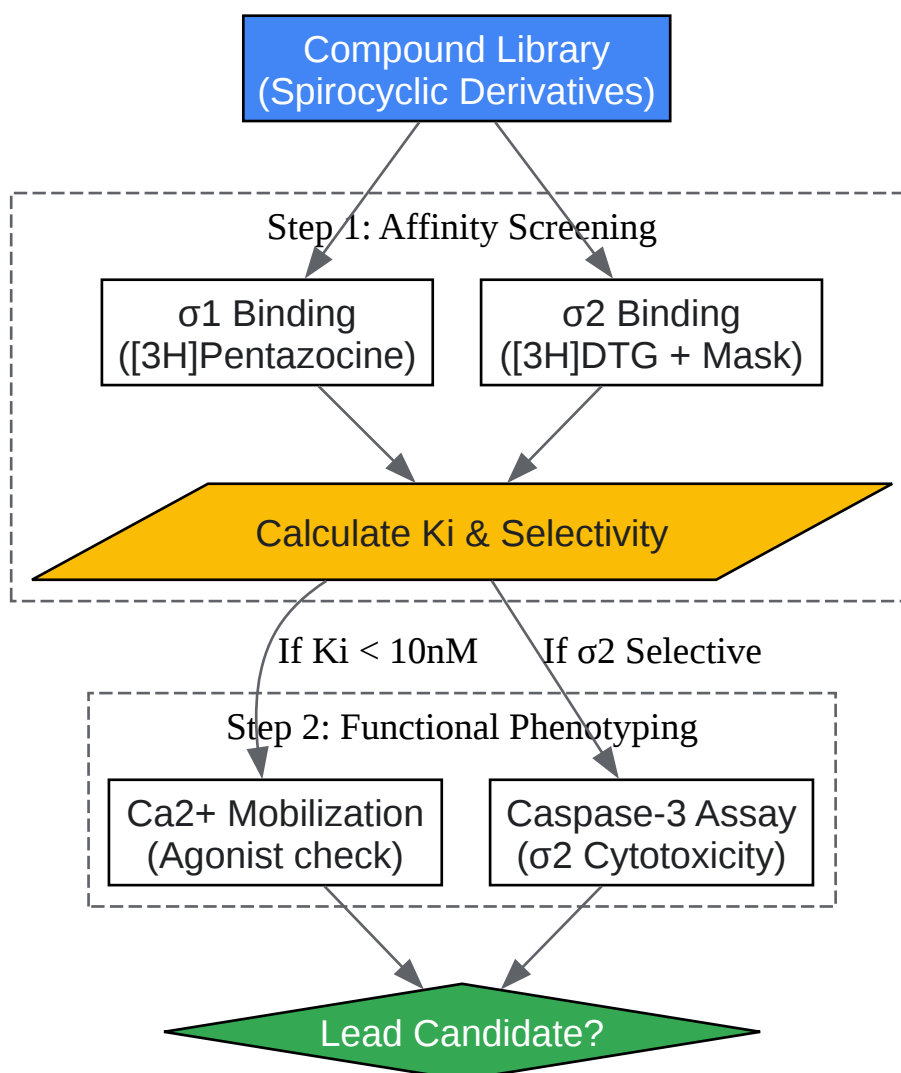 Compound Library
(Spirocyclic Derivatives)
Step 1: Affinity Screening
σ1 Binding
([3H]Pentazocine)
σ2 Binding
([3H]DTG + Mask)
Calculate Ki & Selectivity
If Ki < 10nM
If σ2 Selective
Step 2: Functional Phenotyping
Ca2+ Mobilization
(Agonist check)
Caspase-3 Assay
(σ2 Cytotoxicity)
Lead Candidate?